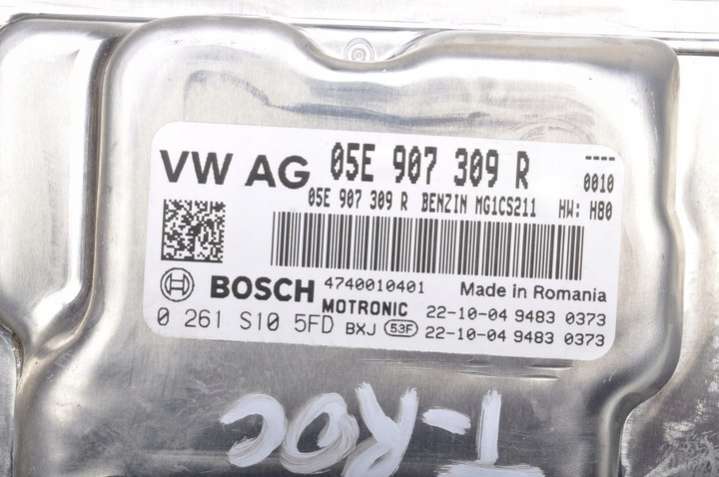 VW AG 05E 907 309 R ----
0010
05E 907 309 R BENZIN MG1CS211 HW: H80
BOSCH 4740010401 Made in Romania
MOTRONIC 22-10-04 9483 0373
0 261 S10 5FD BXJ 53F 22-10-04 9483 0373
T-ROC